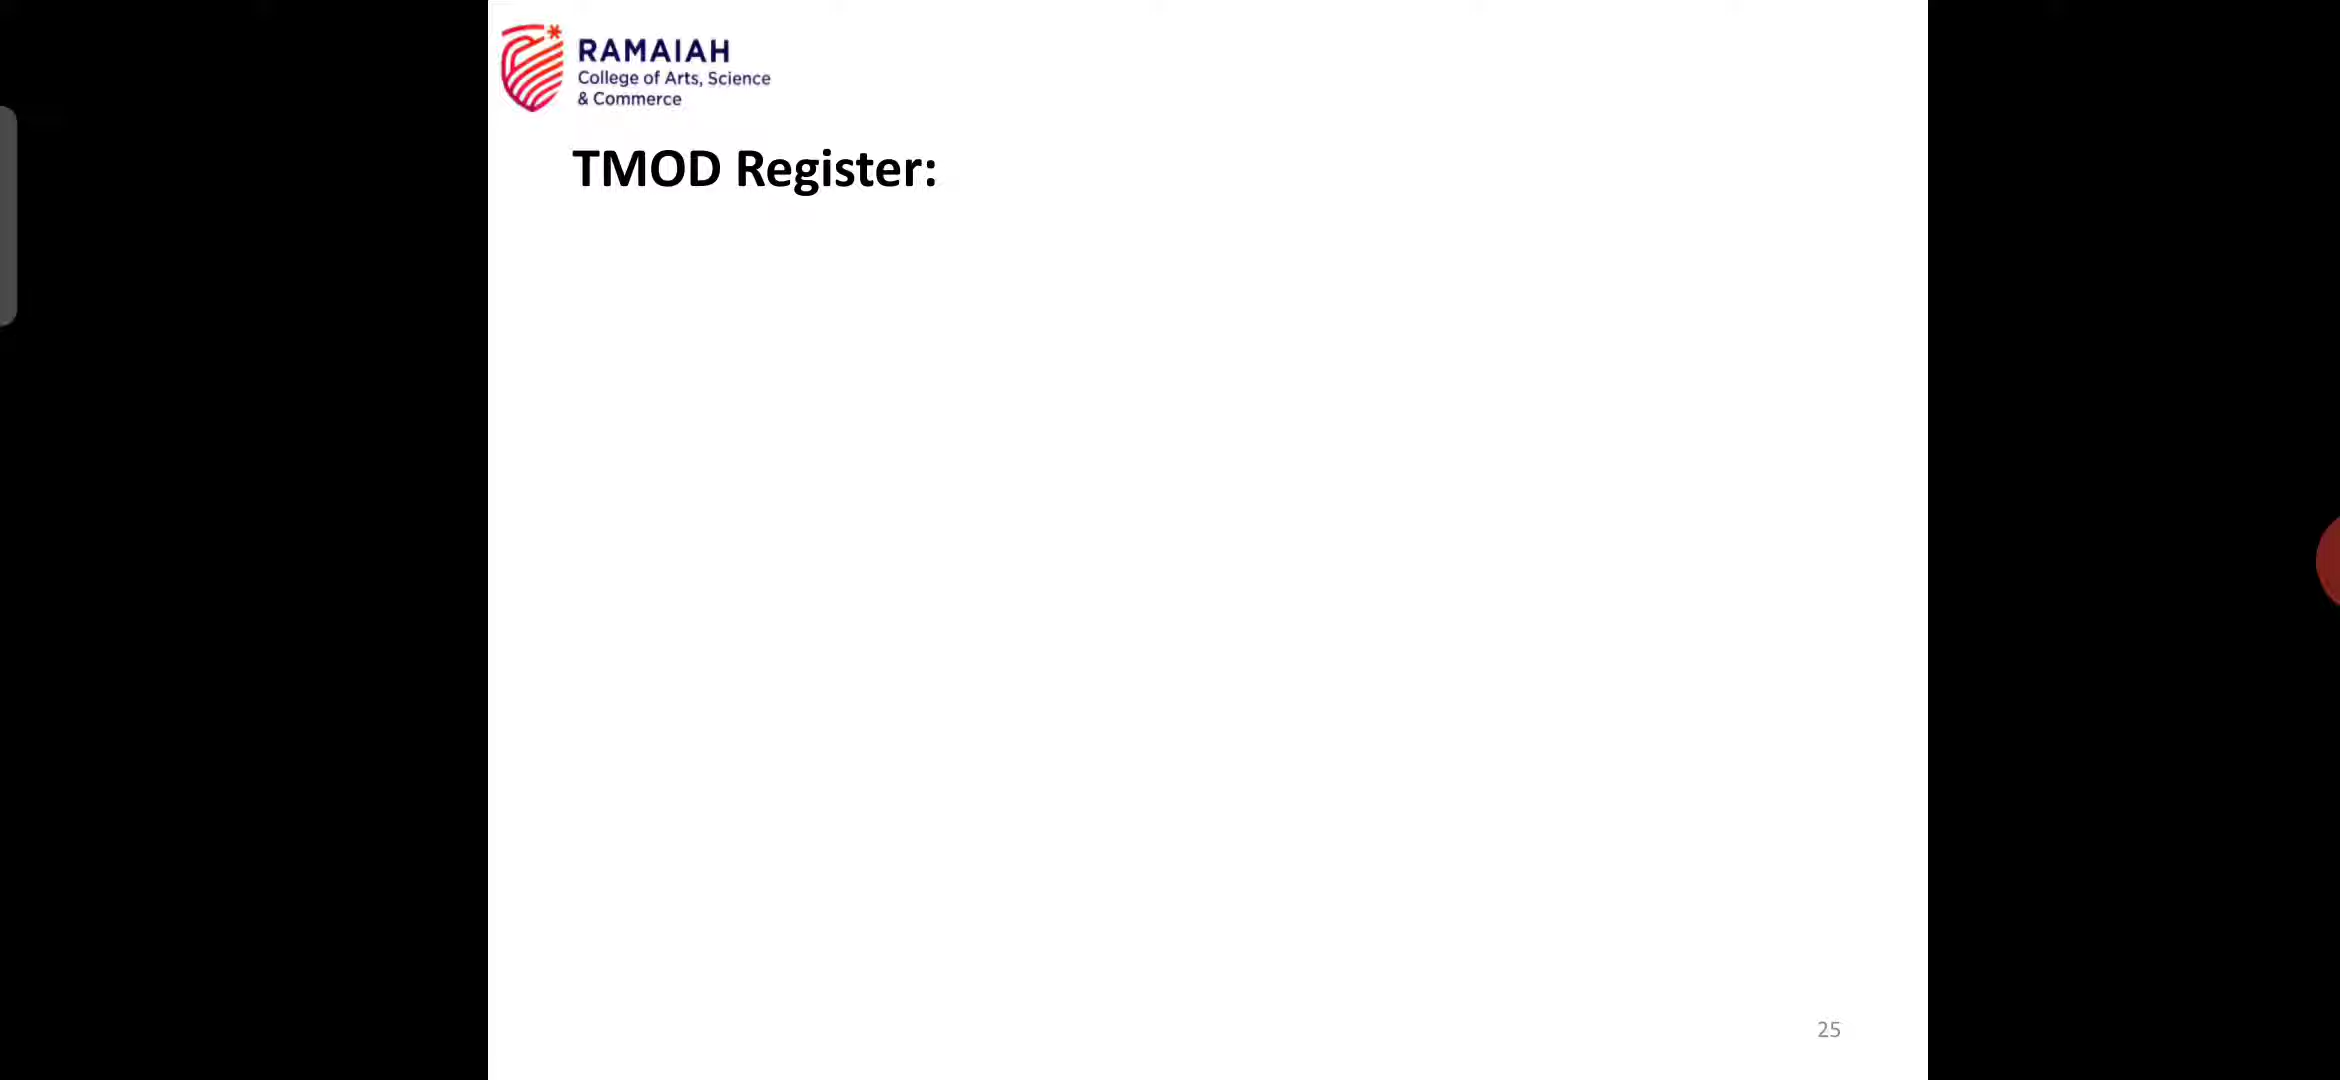 RAMAIAH
College of Arts, Science
& Commerce
TMOD Register:
25